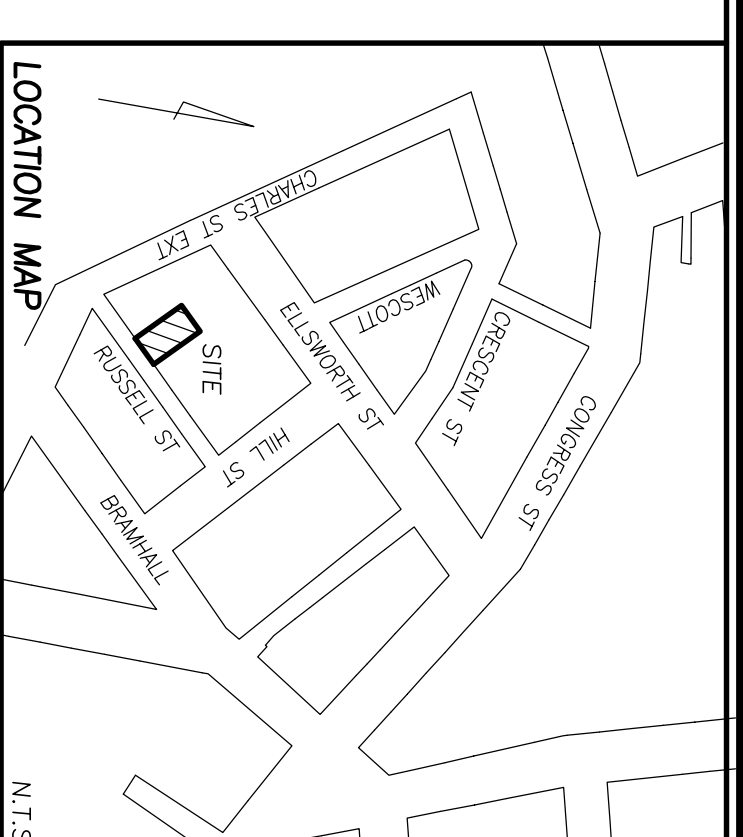 LOCATION MAP
CHARLES ST EXT
WESCOTT
CRESCENT ST
CONGRESS ST
ELLSWORTH ST
SITE
RUSSELL ST
HILL ST
BRAMHALL
N.T.S